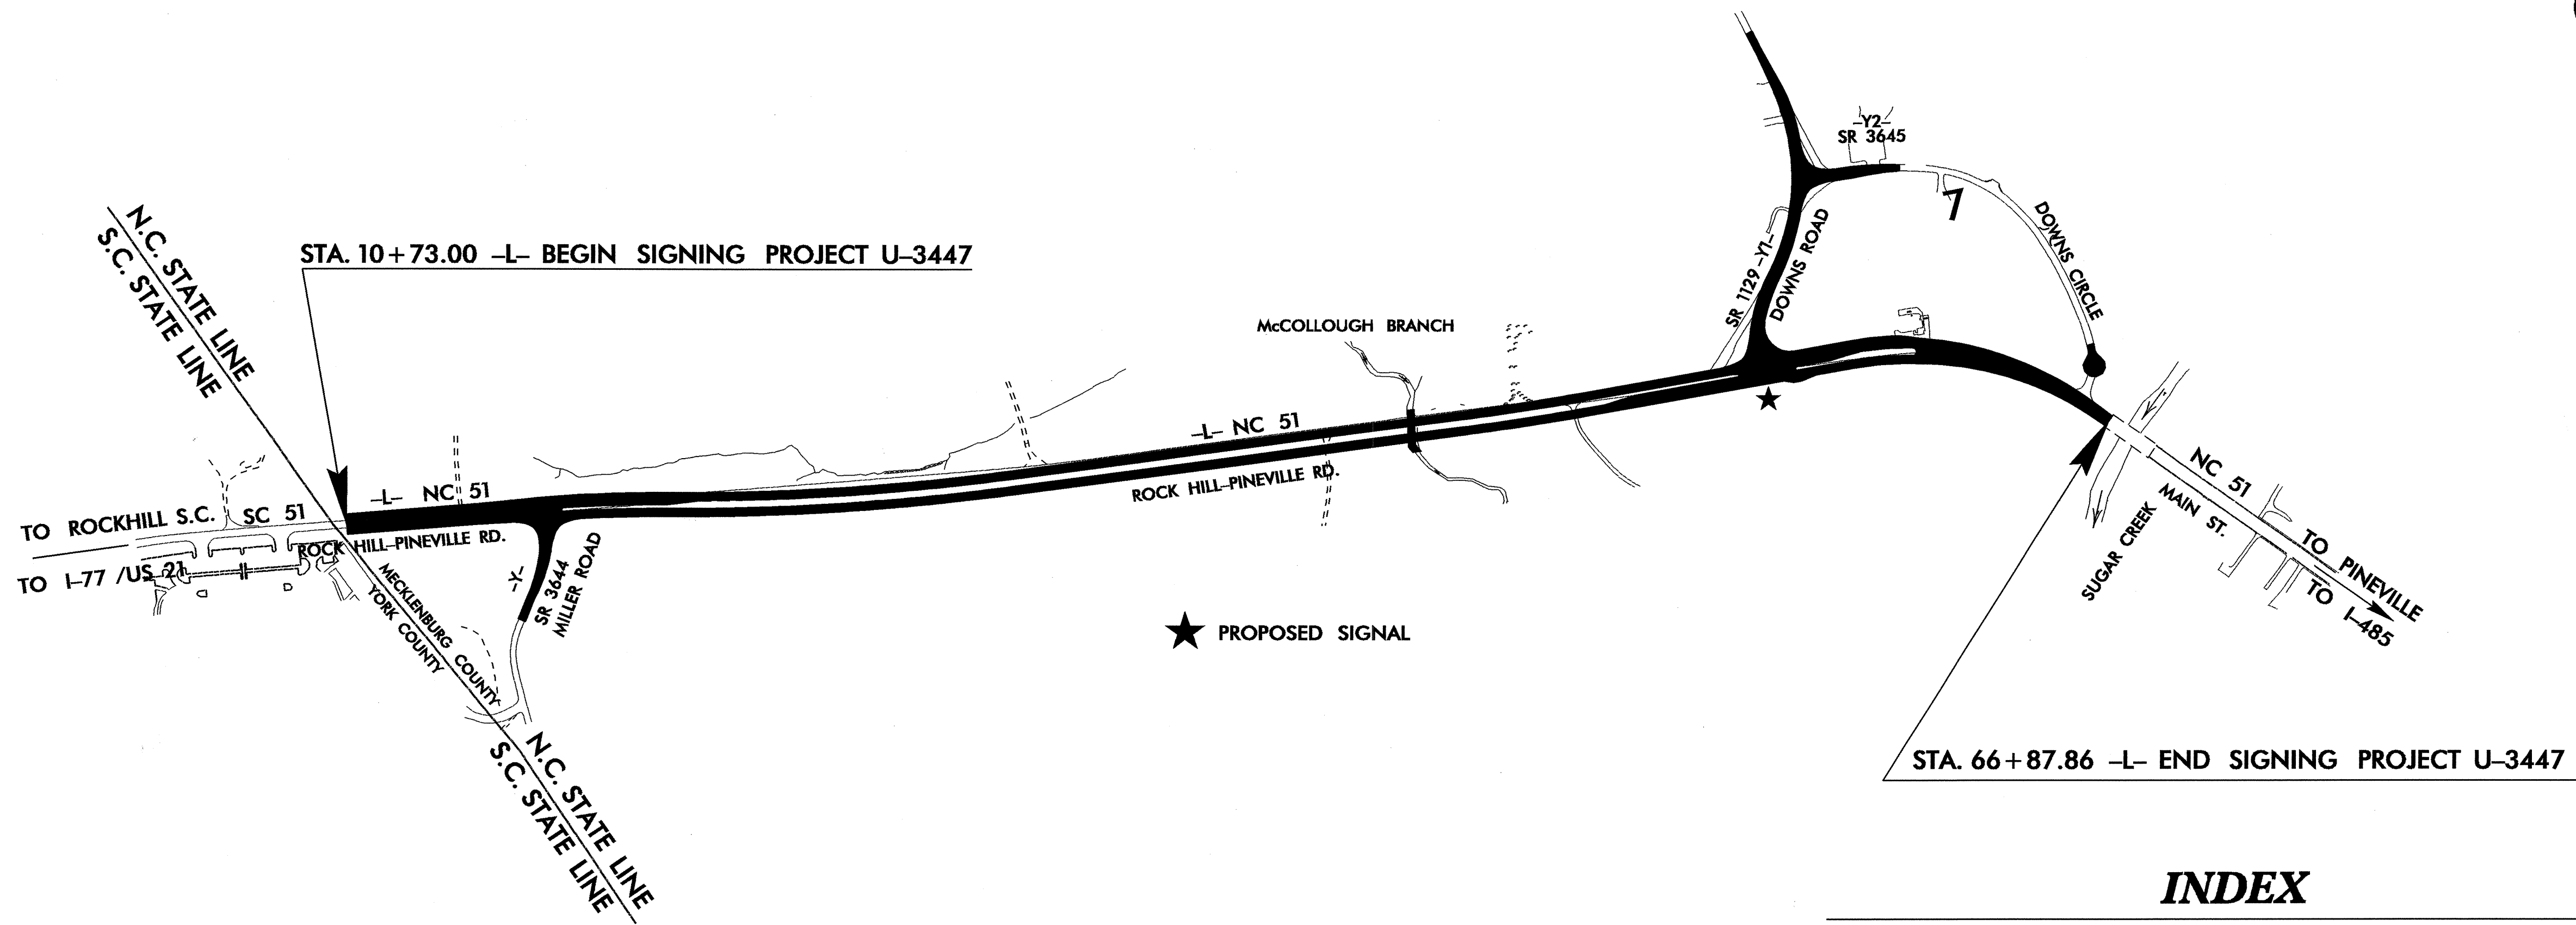 -Y2-
SR 3645
DOWNS CIRCLE
SR 1129 -Y1-
DOWNS ROAD
N.C. STATE LINE
S.C. STATE LINE
STA. 10+73.00 -L- BEGIN SIGNING PROJECT U-3447
McCOLLOUGH BRANCH
-L- NC 51
ROCK HILL-PINEVILLE RD.
-L- NC 51
TO ROCKHILL S.C.
SC 51
ROCK HILL-PINEVILLE RD.
TO I-77 /US 21
MECKLENBURG COUNTY
YORK COUNTY
-Y-
SR 3644
MILLER ROAD
NC 51
MAIN ST.
SUGAR CREEK
TO PINEVILLE
TO I-485
★ PROPOSED SIGNAL
N.C. STATE LINE
S.C. STATE LINE
STA. 66+87.86 -L- END SIGNING PROJECT U-3447
INDEX